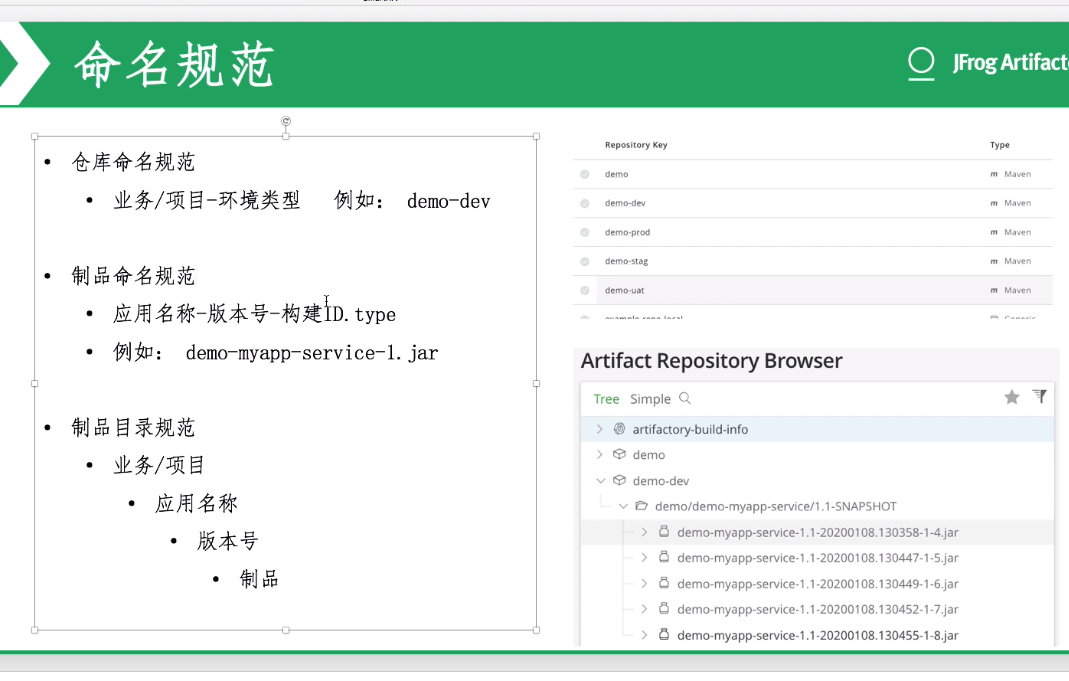 命名规范
JFrog Artifact
• 仓库命名规范
• 业务/项目-环境类型 例如： demo-dev
• 制品命名规范
• 应用名称-版本号-构建ID.type
• 例如： demo-myapp-service-1.jar
• 制品目录规范
• 业务/项目
• 应用名称
• 版本号
• 制品
Repository Key Type
demo m Maven
demo-dev m Maven
demo-prod m Maven
demo-stag m Maven
demo-uat m Maven
Artifact Repository Browser
Tree Simple
artifactory-build-info
demo
demo-dev
demo/demo-myapp-service/1.1-SNAPSHOT
demo-myapp-service-1.1-20200108.130358-1-4.jar
demo-myapp-service-1.1-20200108.130447-1-5.jar
demo-myapp-service-1.1-20200108.130449-1-6.jar
demo-myapp-service-1.1-20200108.130452-1-7.jar
demo-myapp-service-1.1-20200108.130455-1-8.jar